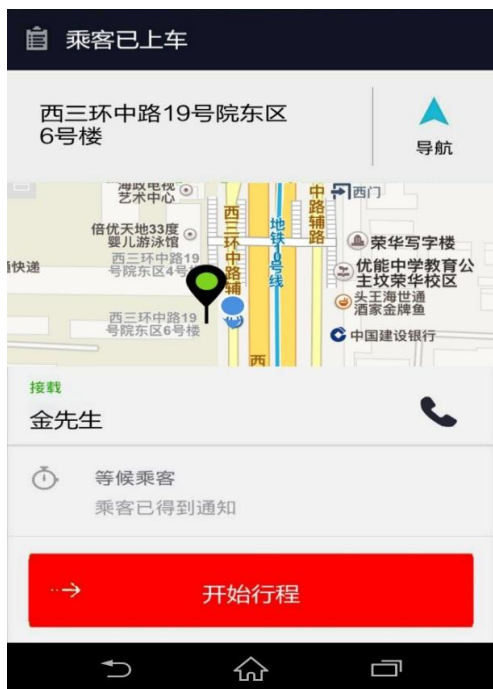 乘客已上车
西三环中路19号院东区
6号楼
导航
海政电视
艺术中心
倍优天地33度
婴儿游泳馆
西三环中路19
号院东区4号
西三环中路19
号院东区6号楼
西三环中路辅
地铁10号线
中路辅路
西门
荣华写字楼
优能中学教育公
主坟荣华校区
头王海世通
酒家金牌鱼
中国建设银行
快递
西
接载
金先生
等候乘客
乘客已得到通知
开始行程